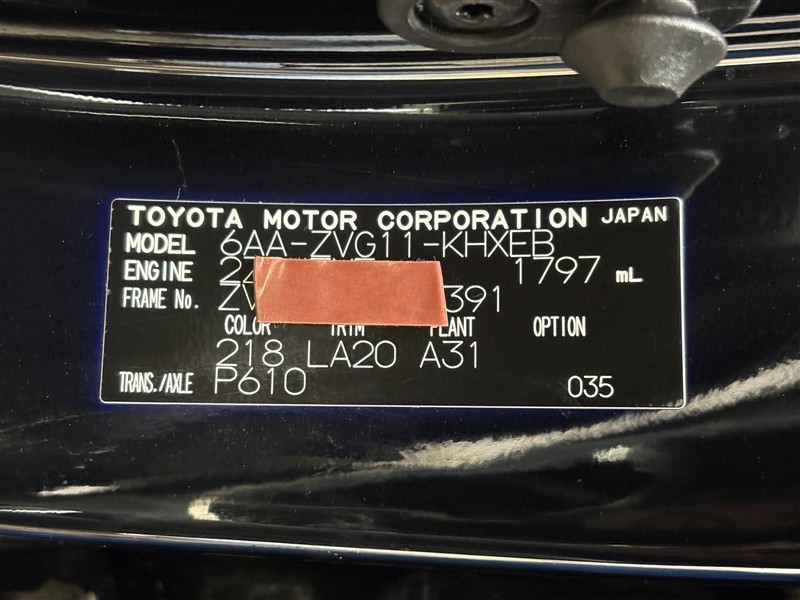 TOYOTA MOTOR CORPORATION JAPAN
MODEL 6AA-ZVG11-KHXEB
ENGINE 1797 mL
FRAME No. 391
COLOR TRIM PLANT OPTION
218 LA20 A31
TRANS./AXLE P610 035